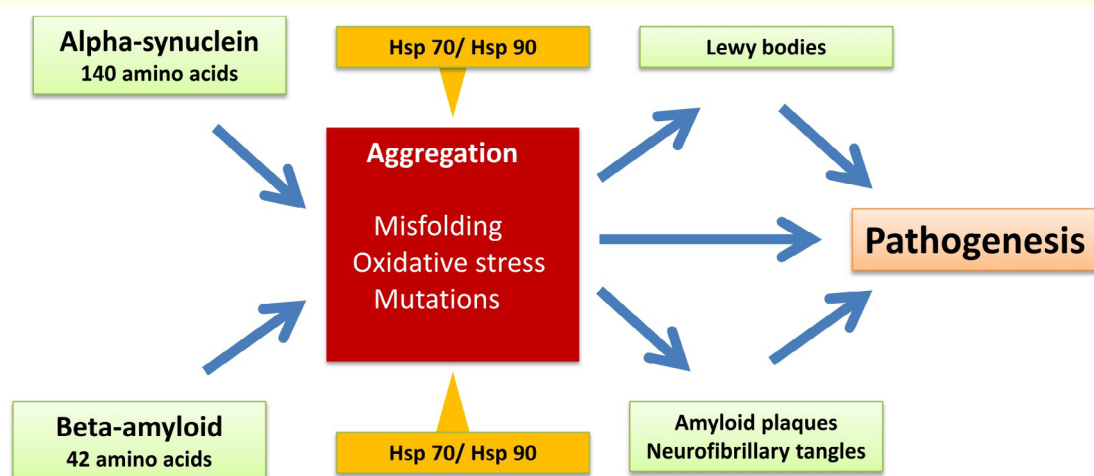 Alpha-synuclein
140 amino acids
Hsp 70/ Hsp 90
Lewy bodies
Aggregation
Misfolding
Oxidative stress
Mutations
Pathogenesis
Beta-amyloid
42 amino acids
Hsp 70/ Hsp 90
Amyloid plaques
Neurofibrillary tangles